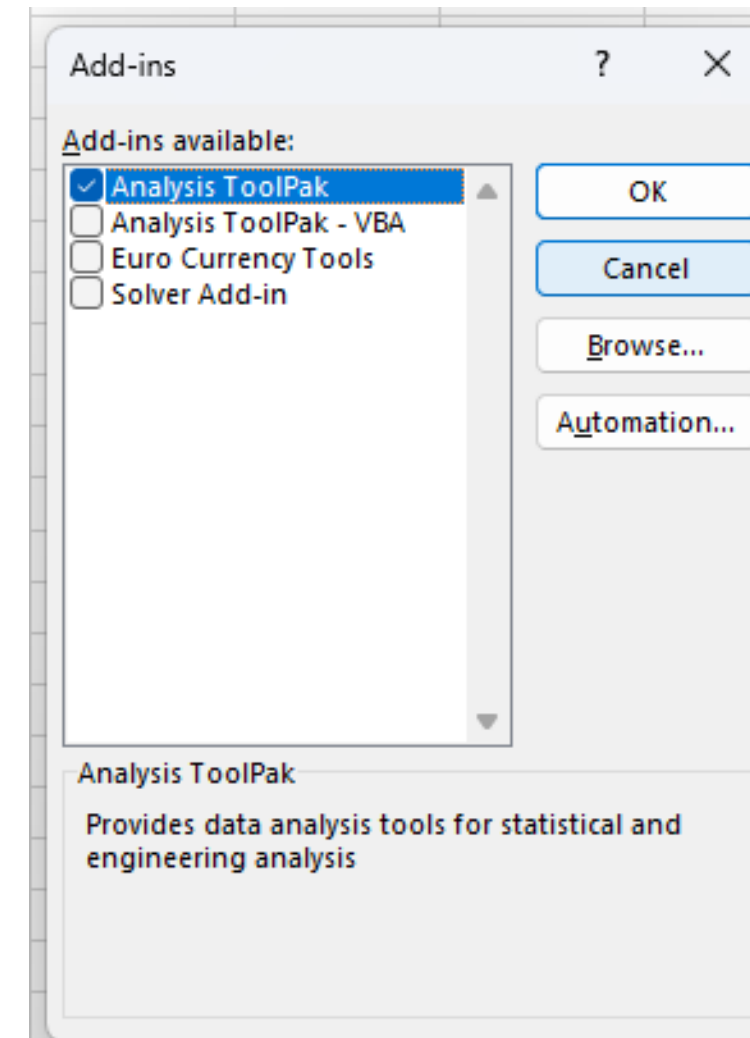 Add-ins
?
Add-ins available:
Analysis ToolPak
Analysis ToolPak - VBA
Euro Currency Tools
Solver Add-in
OK
Cancel
Browse...
Automation...
Analysis ToolPak
Provides data analysis tools for statistical and
engineering analysis